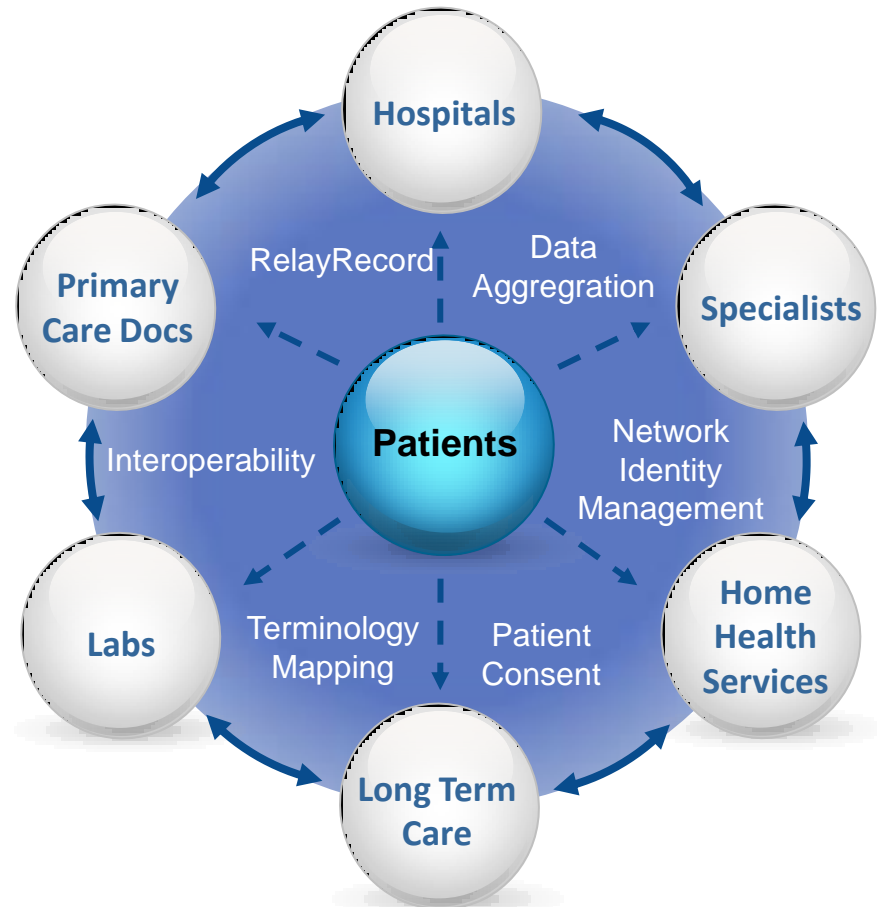 Hospitals
RelayRecord
Data
Aggregration
Primary
Care Docs
Specialists
Patients
Interoperability
Network
Identity
Management
Labs
Terminology
Mapping
Patient
Consent
Home
Health
Services
Long Term
Care